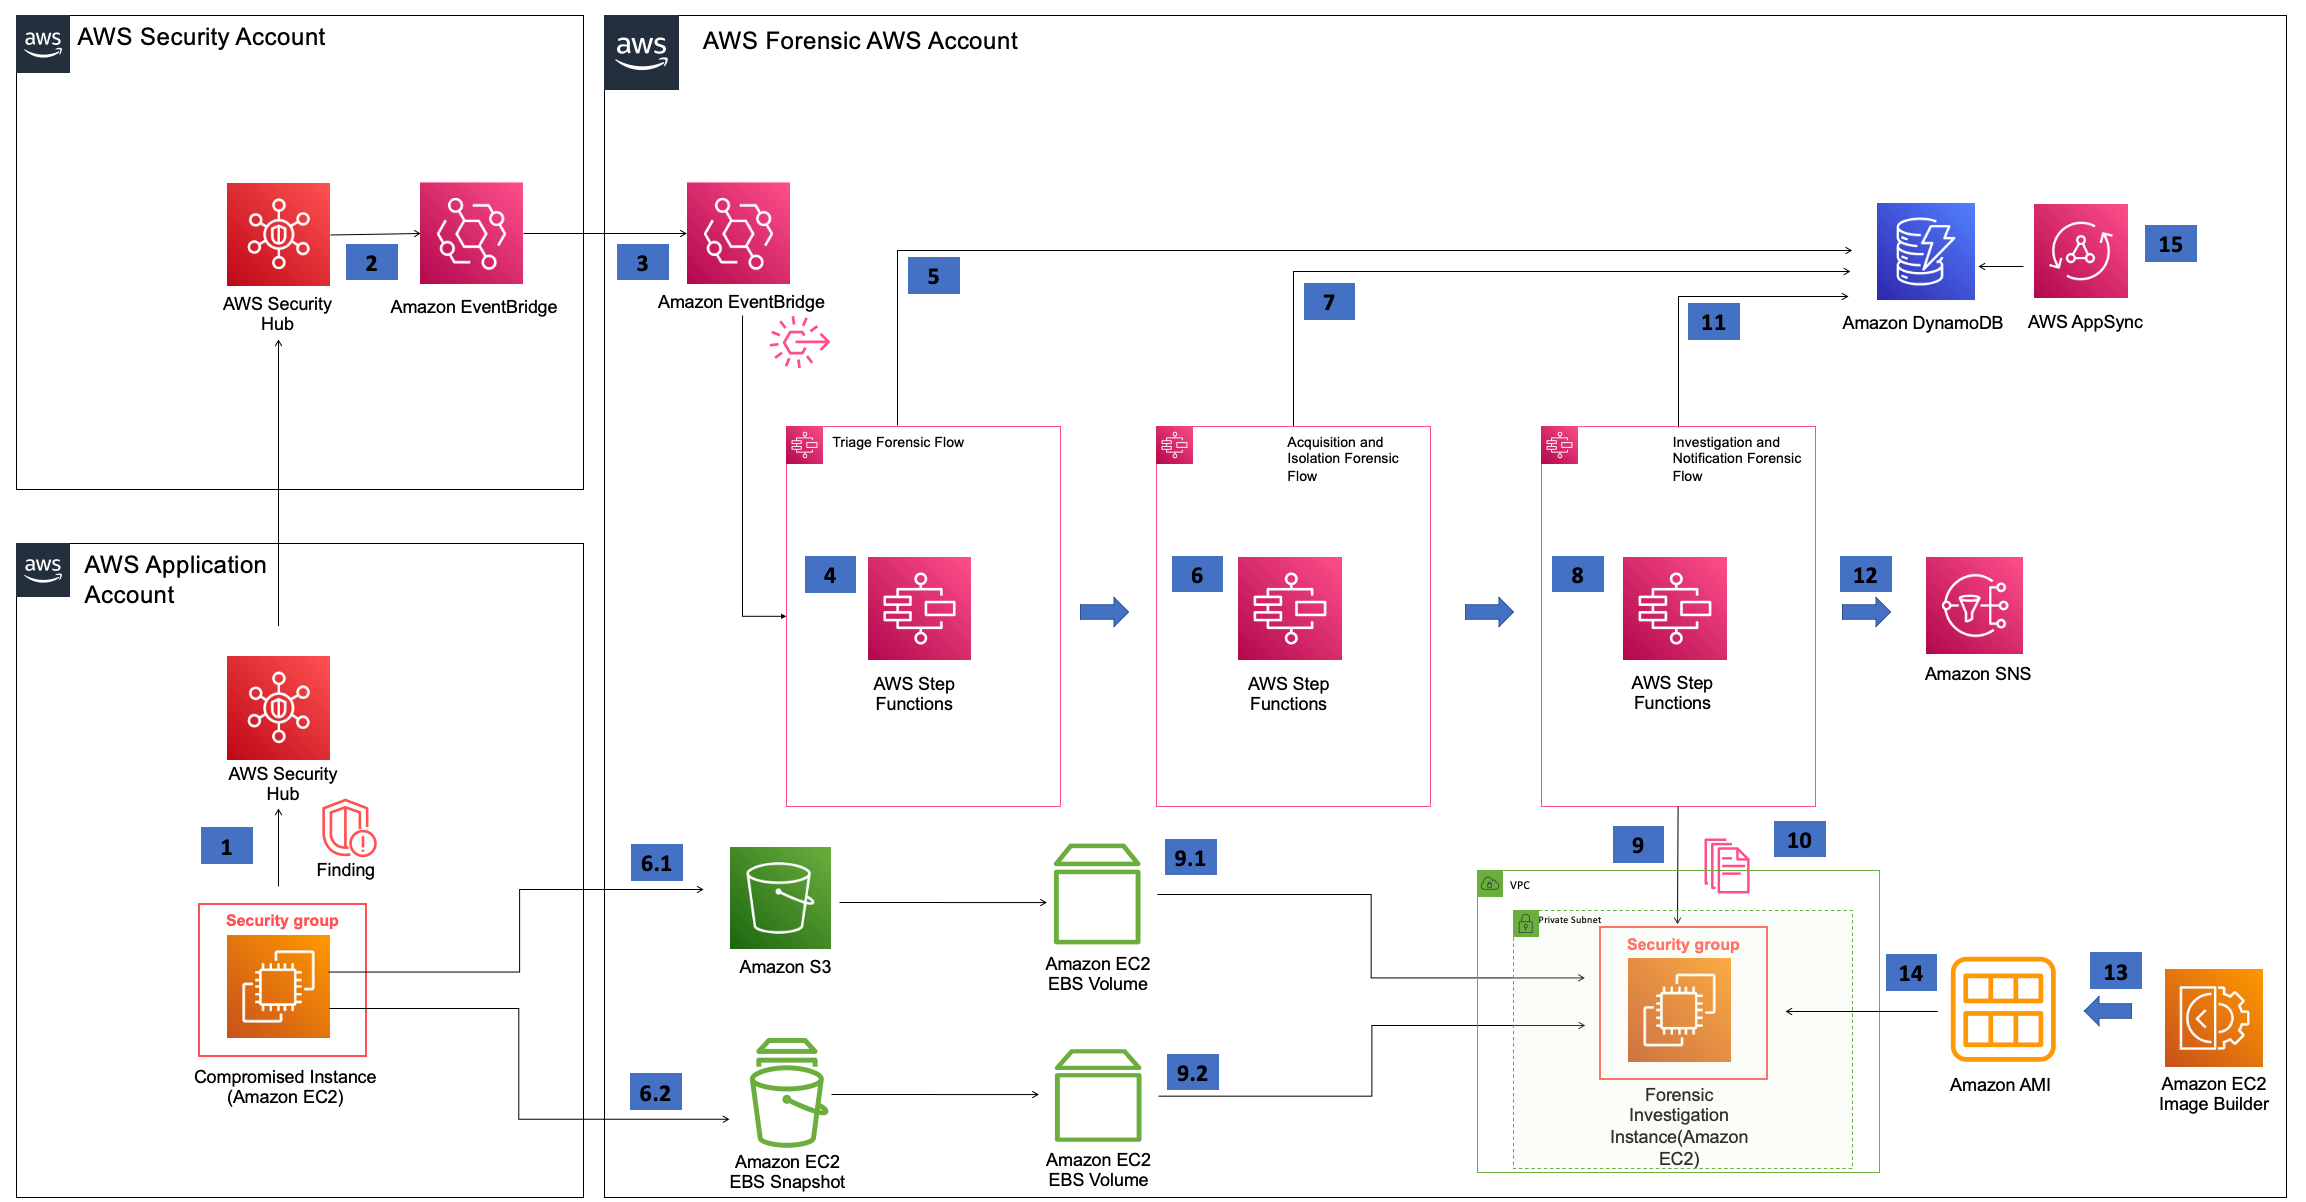 aws
AWS Security Account
AWS Security
Hub
2
Amazon EventBridge
aws
AWS Application
Account
AWS Security
Hub
1
Finding
Security group
Compromised Instance
(Amazon EC2)
aws
AWS Forensic AWS Account
3
Amazon EventBridge
5
7
11
Amazon DynamoDB
AWS AppSync
15
Triage Forensic Flow
4
AWS Step
Functions
Acquisition and
Isolation Forensic
Flow
6
AWS Step
Functions
Investigation and
Notification Forensic
Flow
8
AWS Step
Functions
12
Amazon SNS
6.1
Amazon S3
Amazon EC2
EBS Volume
9.1
6.2
Amazon EC2
EBS Snapshot
Amazon EC2
EBS Volume
9.2
9
10
VPC
Private Subnet
Security group
Forensic
Investigation
Instance(Amazon
EC2)
14
Amazon AMI
13
Amazon EC2
Image Builder